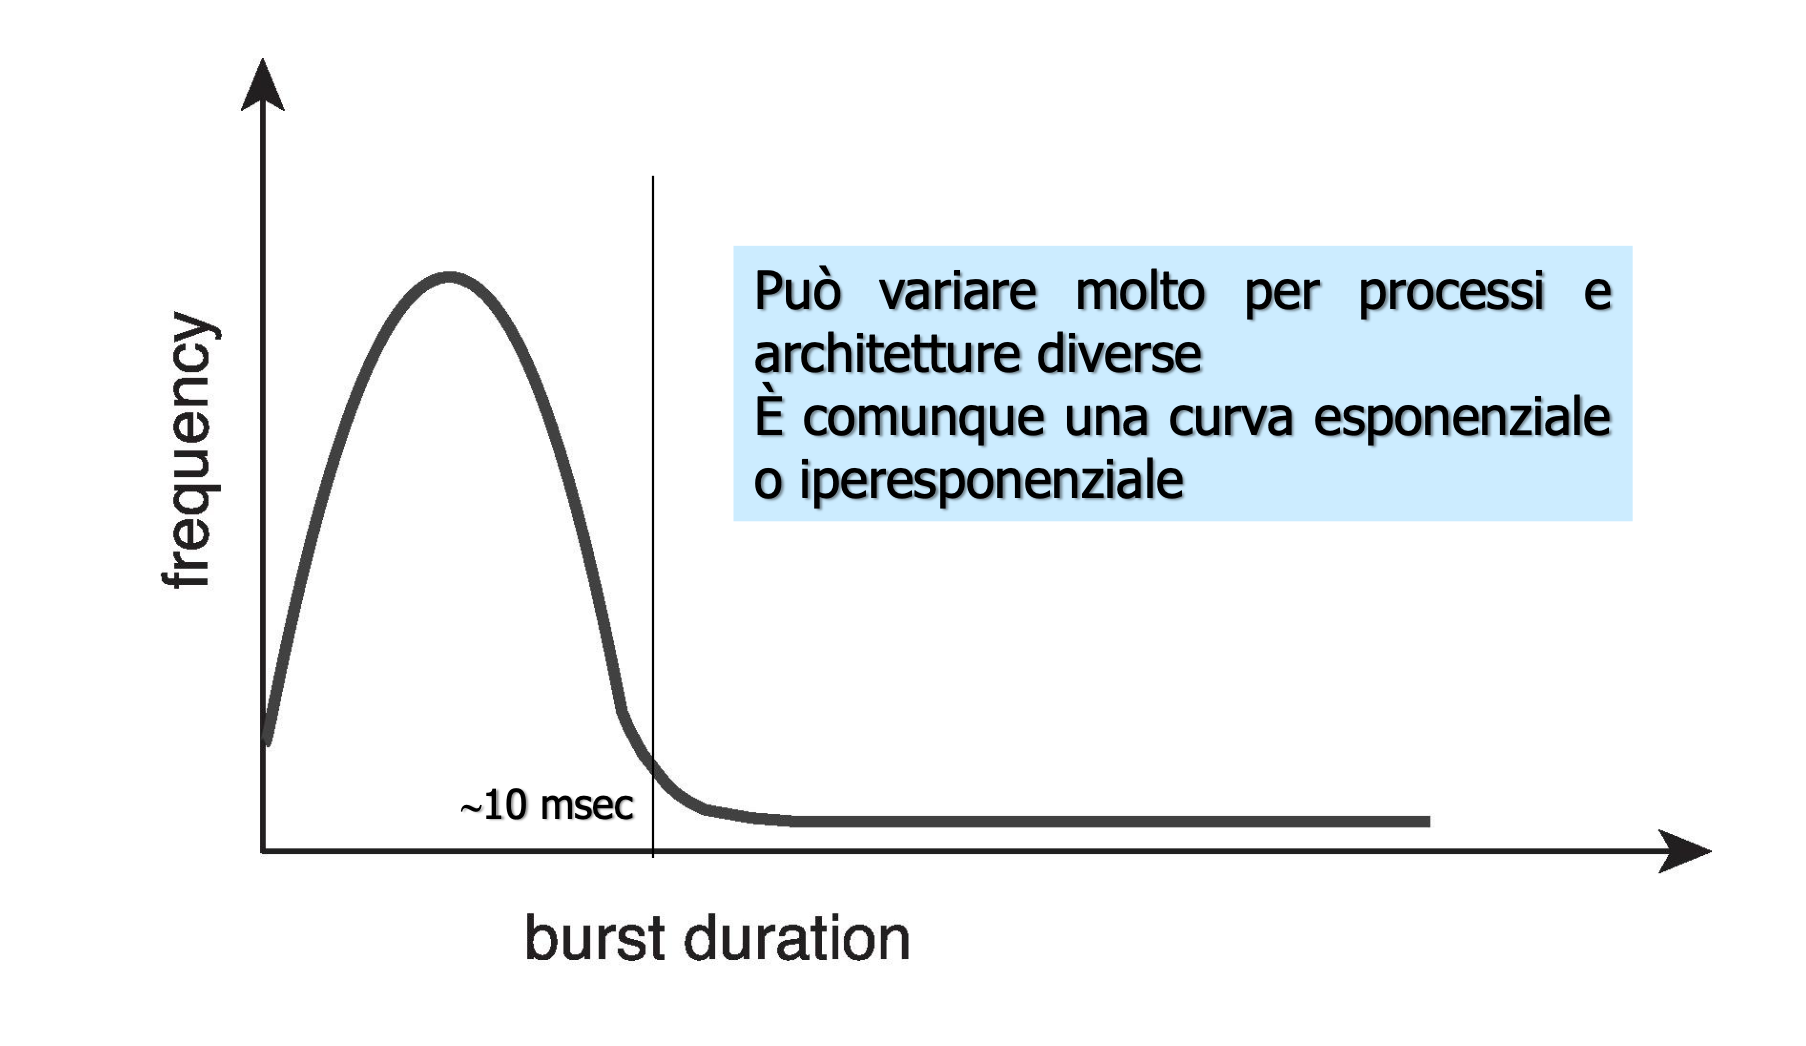 frequency
Può variare molto per processi e
architetture diverse
È comunque una curva esponenziale
o iperesponenziale
~10 msec
burst duration